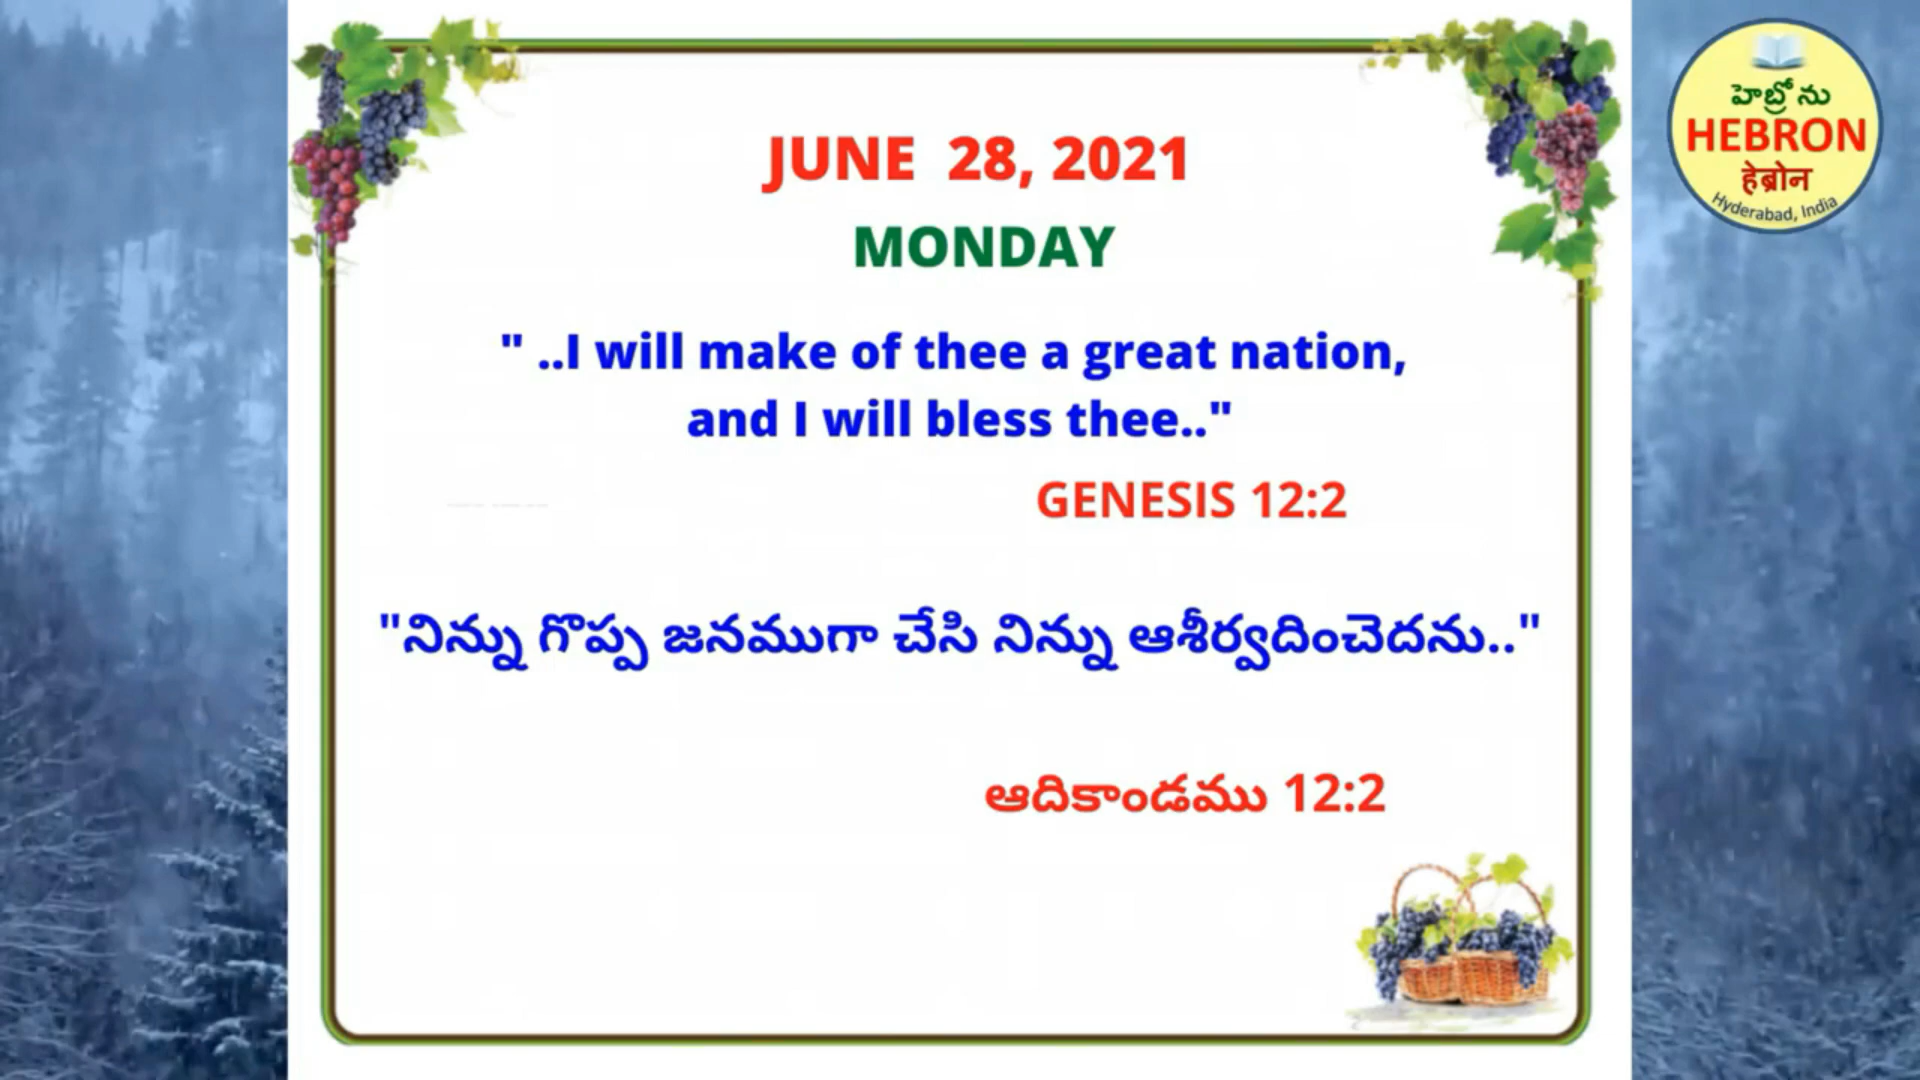 JUNE 28, 2021
MONDAY
" ..I will make of thee a great nation,
and I will bless thee.."
GENESIS 12:2
"నిన్ను గొప్ప జనముగా చేసి నిన్ను ఆశీర్వదించెదను.."
ఆదికాండము 12:2
హెబ్రోను
HEBRON
हेब्रोन
Hyderabad, India